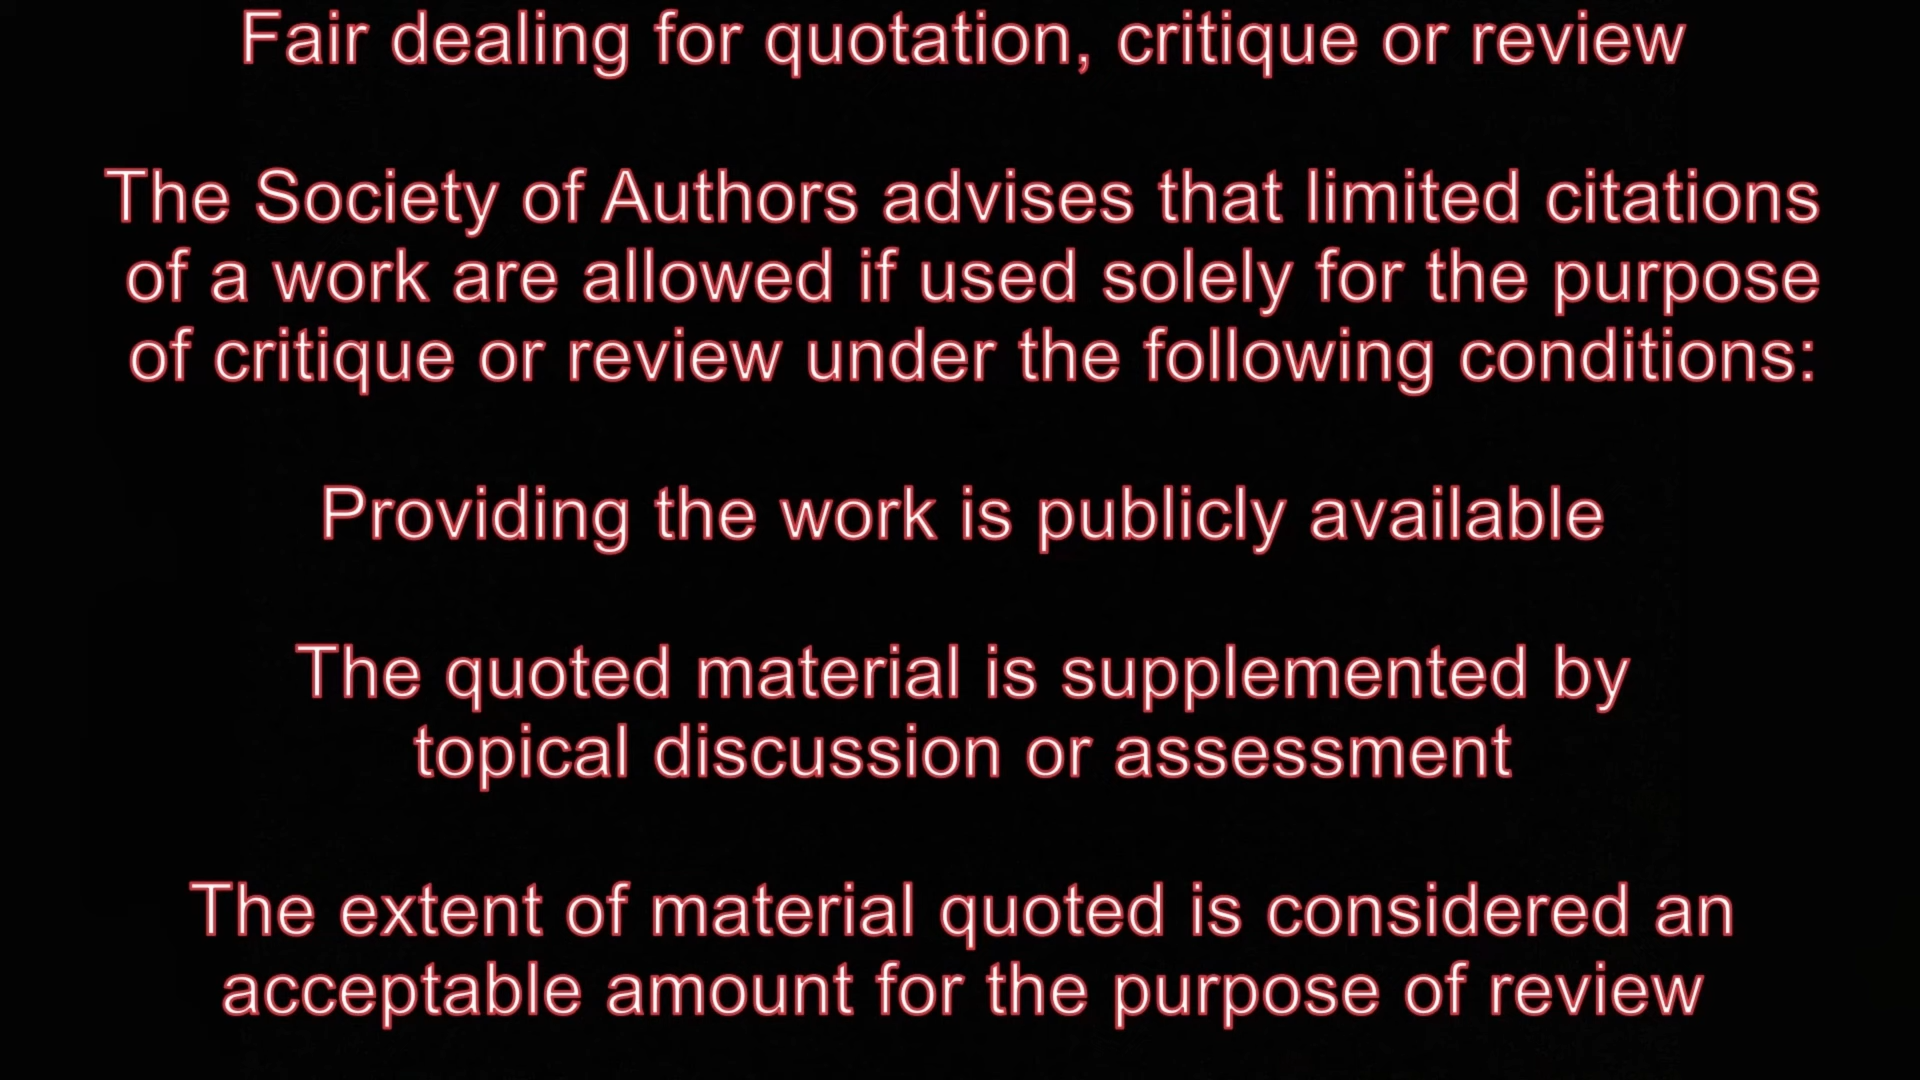 Fair dealing for quotation, critique or review
The Society of Authors advises that limited citations
of a work are allowed if used solely for the purpose
of critique or review under the following conditions:
Providing the work is publicly available
The quoted material is supplemented by
topical discussion or assessment
The extent of material quoted is considered an
acceptable amount for the purpose of review